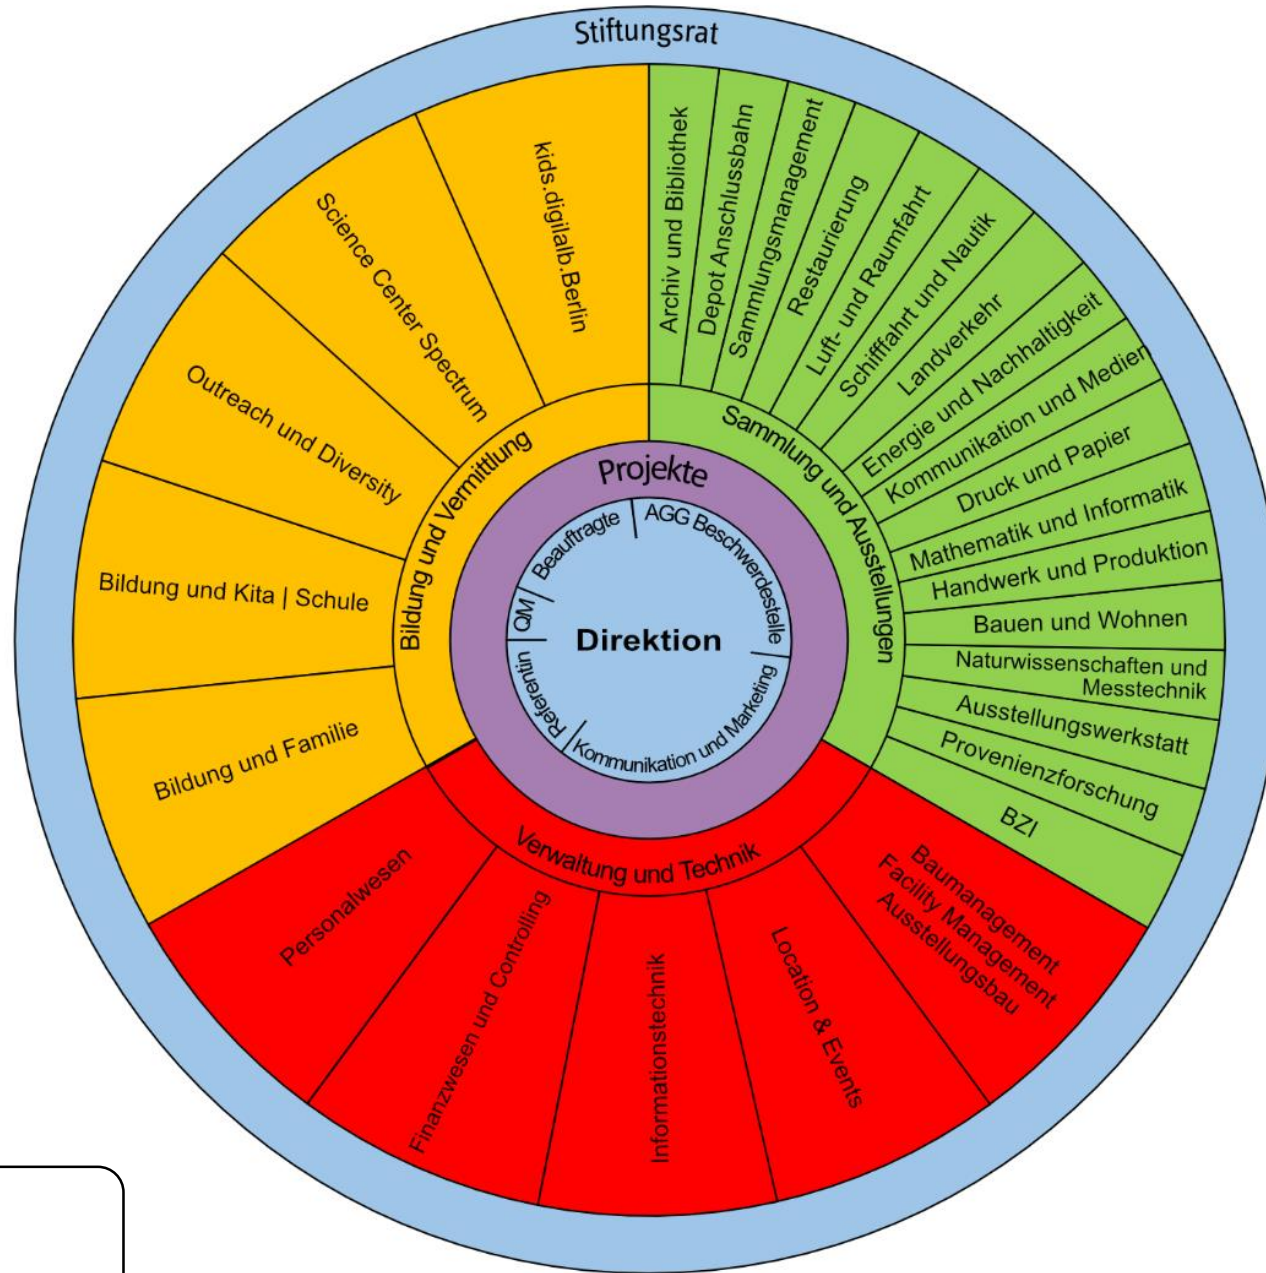 Stiftungsrat
kids.digilab.Berlin
Science Center Spectrum
Outreach und Diversity
Bildung und Kita | Schule
Bildung und Familie
Bildung und Vermittlung
Archiv und Bibliothek
Depot Anschlussbahn
Sammlungsmanagement
Restaurierung
Luft- und Raumfahrt
Schifffahrt und Nautik
Landverkehr
Energie und Nachhaltigkeit
Kommunikation und Medien
Druck und Papier
Mathematik und Informatik
Handwerk und Produktion
Bauen und Wohnen
Naturwissenschaften und
Messtechnik
Ausstellungswerkstatt
Provenienzforschung
BZI
Sammlung und Ausstellungen
Projekte
Beauftragte
AGG Beschwerdestelle
QM
Direktion
Referentin
Kommunikation und Marketing
Verwaltung und Technik
Personalwesen
Finanzwesen und Controlling
Informationstechnik
Location & Events
Baumanagement
Facility Management
Ausstellungsbau